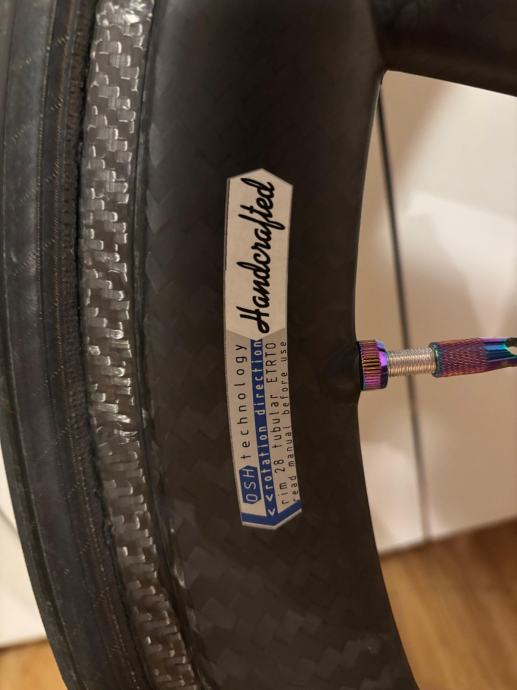 Handcrafted
OSH technology
<<rotation direction
rim 28 tubular ETRTO
read manual before use